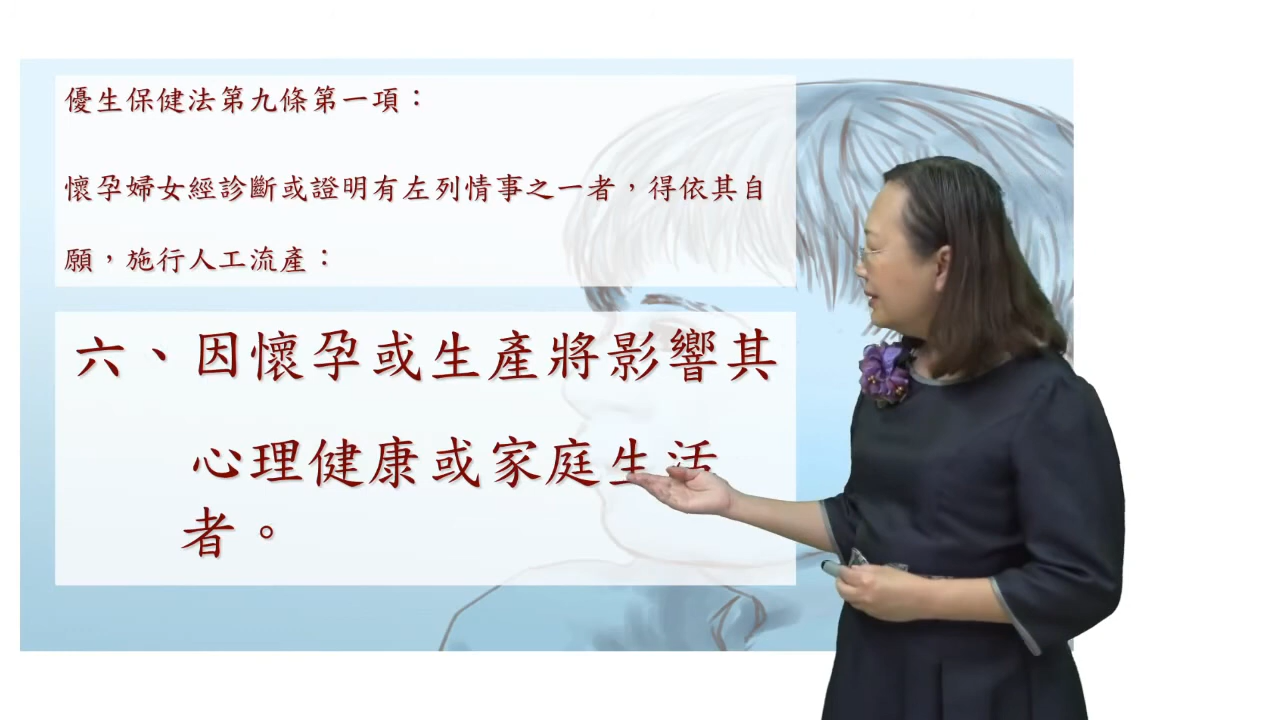 優生保健法第九條第一項：
懷孕婦女經診斷或證明有左列情事之一者，得依其自
願，施行人工流產：
六、因懷孕或生產將影響其
心理健康或家庭生活
者。